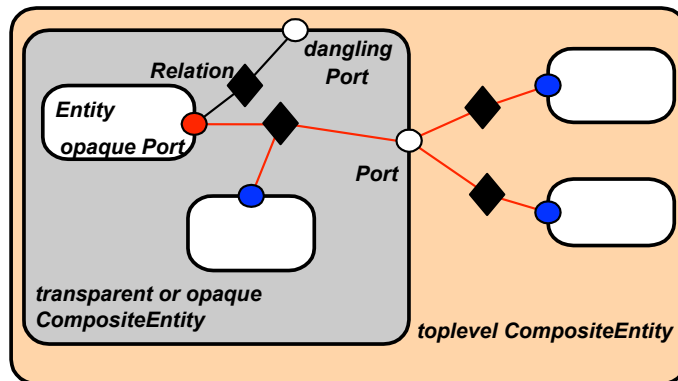 dangling
Port
Relation
Entity
opaque Port
Port
transparent or opaque
CompositeEntity
toplevel CompositeEntity